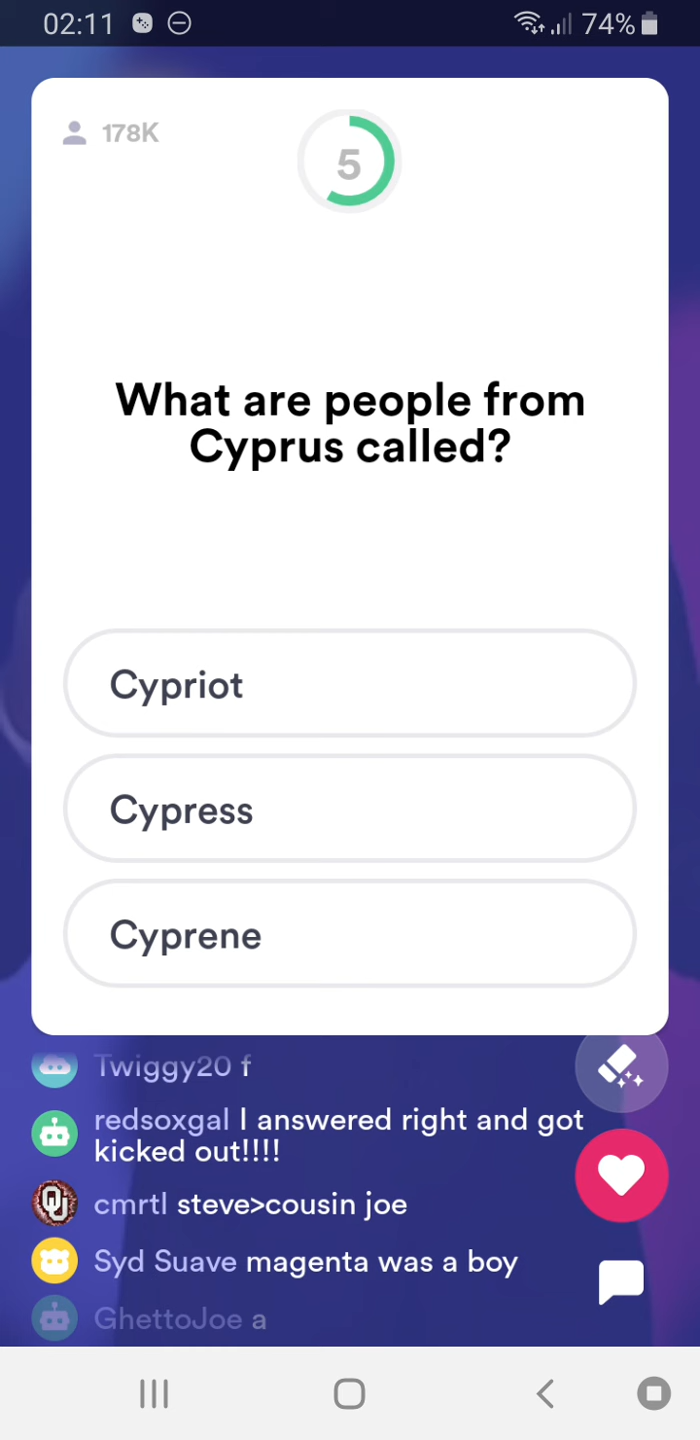 02:11
74%
178K
5
What are people from
Cyprus called?
Cypriot
Cypress
Cyprene
Twiggy20 f
redsoxgal I answered right and got
kicked out!!!!
cmrtl steve>cousin joe
Syd Suave magenta was a boy
GhettoJoe a